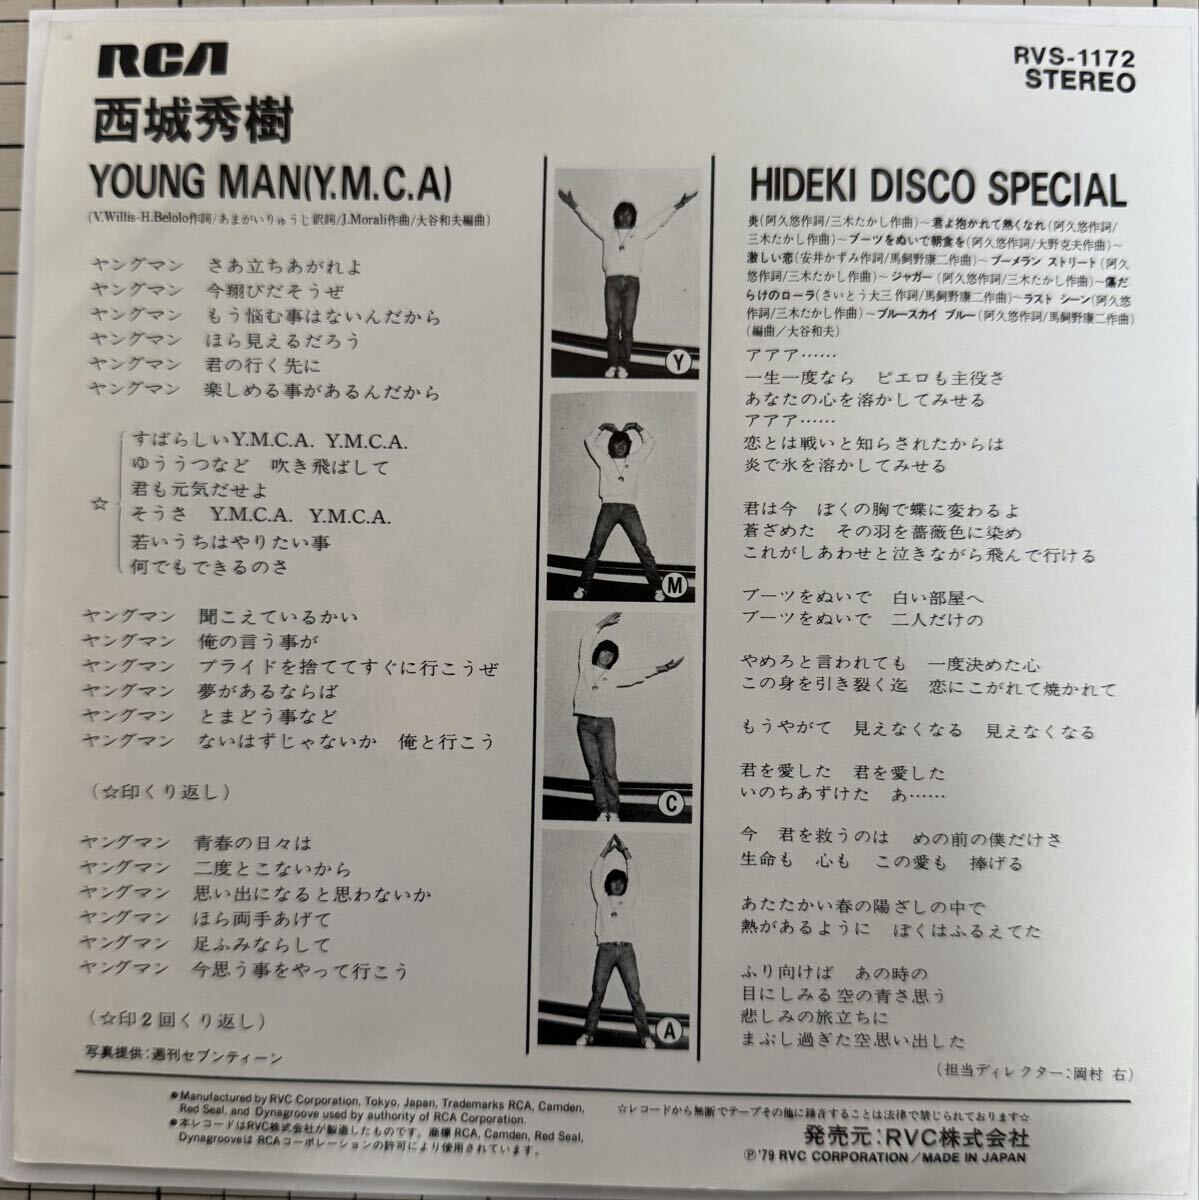 RCA
RVS-1172
STEREO
西城秀樹
YOUNG MAN(Y.M.C.A)
(V.Willis-H.Belolo作詞/あまがいりゅうじ訳詞/J.Morali作曲/大谷和夫編曲)
ヤングマン さあ立ちあがれよ
ヤングマン 今翔びだそうぜ
ヤングマン もう悩む事はないんだから
ヤングマン ほら見えるだろう
ヤングマン 君の行く先に
ヤングマン 楽しめる事があるんだから
☆
すばらしいY.M.C.A. Y.M.C.A.
ゆううつなど 吹き飛ばして
君も元気だせよ
そうさ Y.M.C.A. Y.M.C.A.
若いうちはやりたい事
何でもできるのさ
ヤングマン 聞こえているかい
ヤングマン 俺の言う事が
ヤングマン プライドを捨ててすぐに行こうぜ
ヤングマン 夢があるならば
ヤングマン とまどう事など
ヤングマン ないはずじゃないか 俺と行こう
(☆印くり返し)
ヤングマン 青春の日々は
ヤングマン 二度とこないから
ヤングマン 思い出になると思わないか
ヤングマン ほら両手あげて
ヤングマン 足ふみならして
ヤングマン 今思う事をやって行こう
(☆印2回くり返し)
写真提供:週刊セブンティーン
Y
M
C
A
HIDEKI DISCO SPECIAL
炎(阿久悠作詞/三木たかし作曲)～君よ抱かれて熱くなれ(阿久悠作詞/
三木たかし作曲)～ブーツをぬいで朝食を(阿久悠作詞/大野克夫作曲)～
激しい恋(安井かずみ作詞/馬飼野康二作曲)～ブーメラン ストリート(阿久
悠作詞/三木たかし作曲)～ジャガー(阿久悠作詞/三木たかし作曲)～傷だ
らけのローラ(さいとう大三作詞/馬飼野康二作曲)～ラスト シーン(阿久悠
作詞/三木たかし作曲)～ブルースカイ ブルー(阿久悠作詞/馬飼野康二作曲)
(編曲/大谷和夫)
アアア……
一生一度なら ピエロも主役さ
あなたの心を溶かしてみせる
アアア……
恋とは戦いと知らされたからは
炎で氷を溶かしてみせる
君は今 ぼくの胸で蝶に変わるよ
蒼ざめた その羽を薔薇色に染め
これがしあわせと泣きながら飛んで行ける
ブーツをぬいで 白い部屋へ
ブーツをぬいで 二人だけの
やめろと言われても 一度決めた心
この身を引き裂く迄 恋にこがれて焼かれて
もうやがて 見えなくなる 見えなくなる
君を愛した 君を愛した
いのちあずけた あ……
今 君を救うのは めの前の僕だけさ
生命も 心も この愛も 捧げる
あたたかい春の陽ざしの中で
熱があるように ぼくはふるえてた
ふり向けば あの時の
目にしみる空の青さ思う
悲しみの旅立ちに
まぶし過ぎた空思い出した
(担当ディレクター:岡村 右)
●Manufactured by RVC Corporation, Tokyo, Japan, Trademarks RCA, Camden,
Red Seal, and Dynagroove used by authority of RCA Corporation.
●本レコードはRVC株式会社が製造したものです。商標RCA, Camden, Red Seal,
DynagrooveはRCAコーポレーションの許可により使用されています。
☆レコードから無断でテープその他に録音することは法律で禁じられております☆
発売元:RVC株式会社
Ⓟ'79 RVC CORPORATION/MADE IN JAPAN